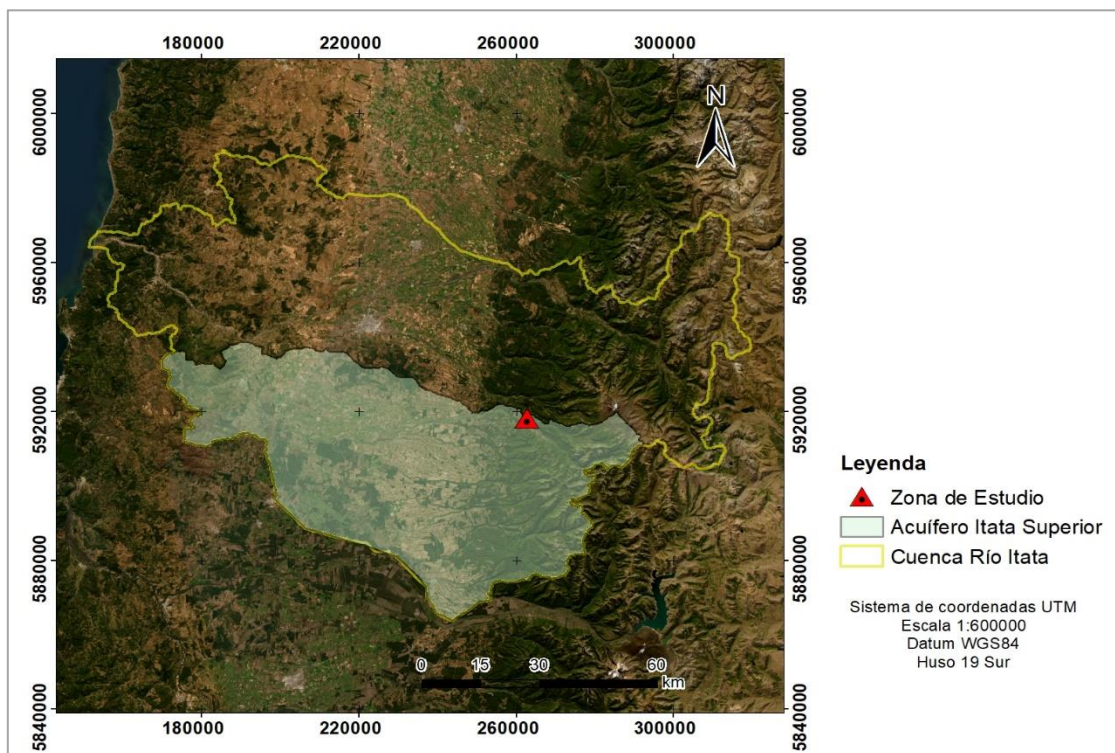 180000 220000 260000 300000
6000000 6000000
5960000 5960000
5920000 5920000
5880000 5880000
5840000 5840000
N
0 15 30 60
km
180000 220000 260000 300000
Leyenda
Zona de Estudio
Acuífero Itata Superior
Cuenca Río Itata
Sistema de coordenadas UTM
Escala 1:600000
Datum WGS84
Huso 19 Sur